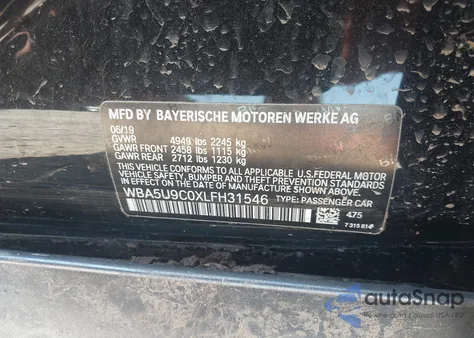 MFD BY BAYERISCHE MOTOREN WERKE AG
06/19
GVWR 4949 lbs 2245 kg
GAWR FRONT 2458 lbs 1115 kg
GAWR REAR 2712 lbs 1230 kg
THIS VEHICLE CONFORMS TO ALL APPLICABLE U.S.FEDERAL MOTOR
VEHICLE SAFETY, BUMPER AND THEFT PREVENTION STANDARDS IN
EFFECT ON THE DATE OF MANUFACTURE SHOWN ABOVE.
WBA5U9C0XLFH31546 TYPE: PASSENGER CAR
475
autoSnap